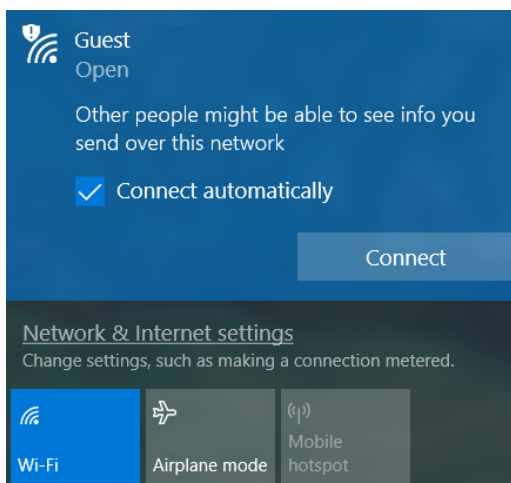 Guest
Open
Other people might be able to see info you
send over this network
Connect automatically
Connect
Network & Internet settings
Change settings, such as making a connection metered.
Wi-Fi
Airplane mode
Mobile
hotspot